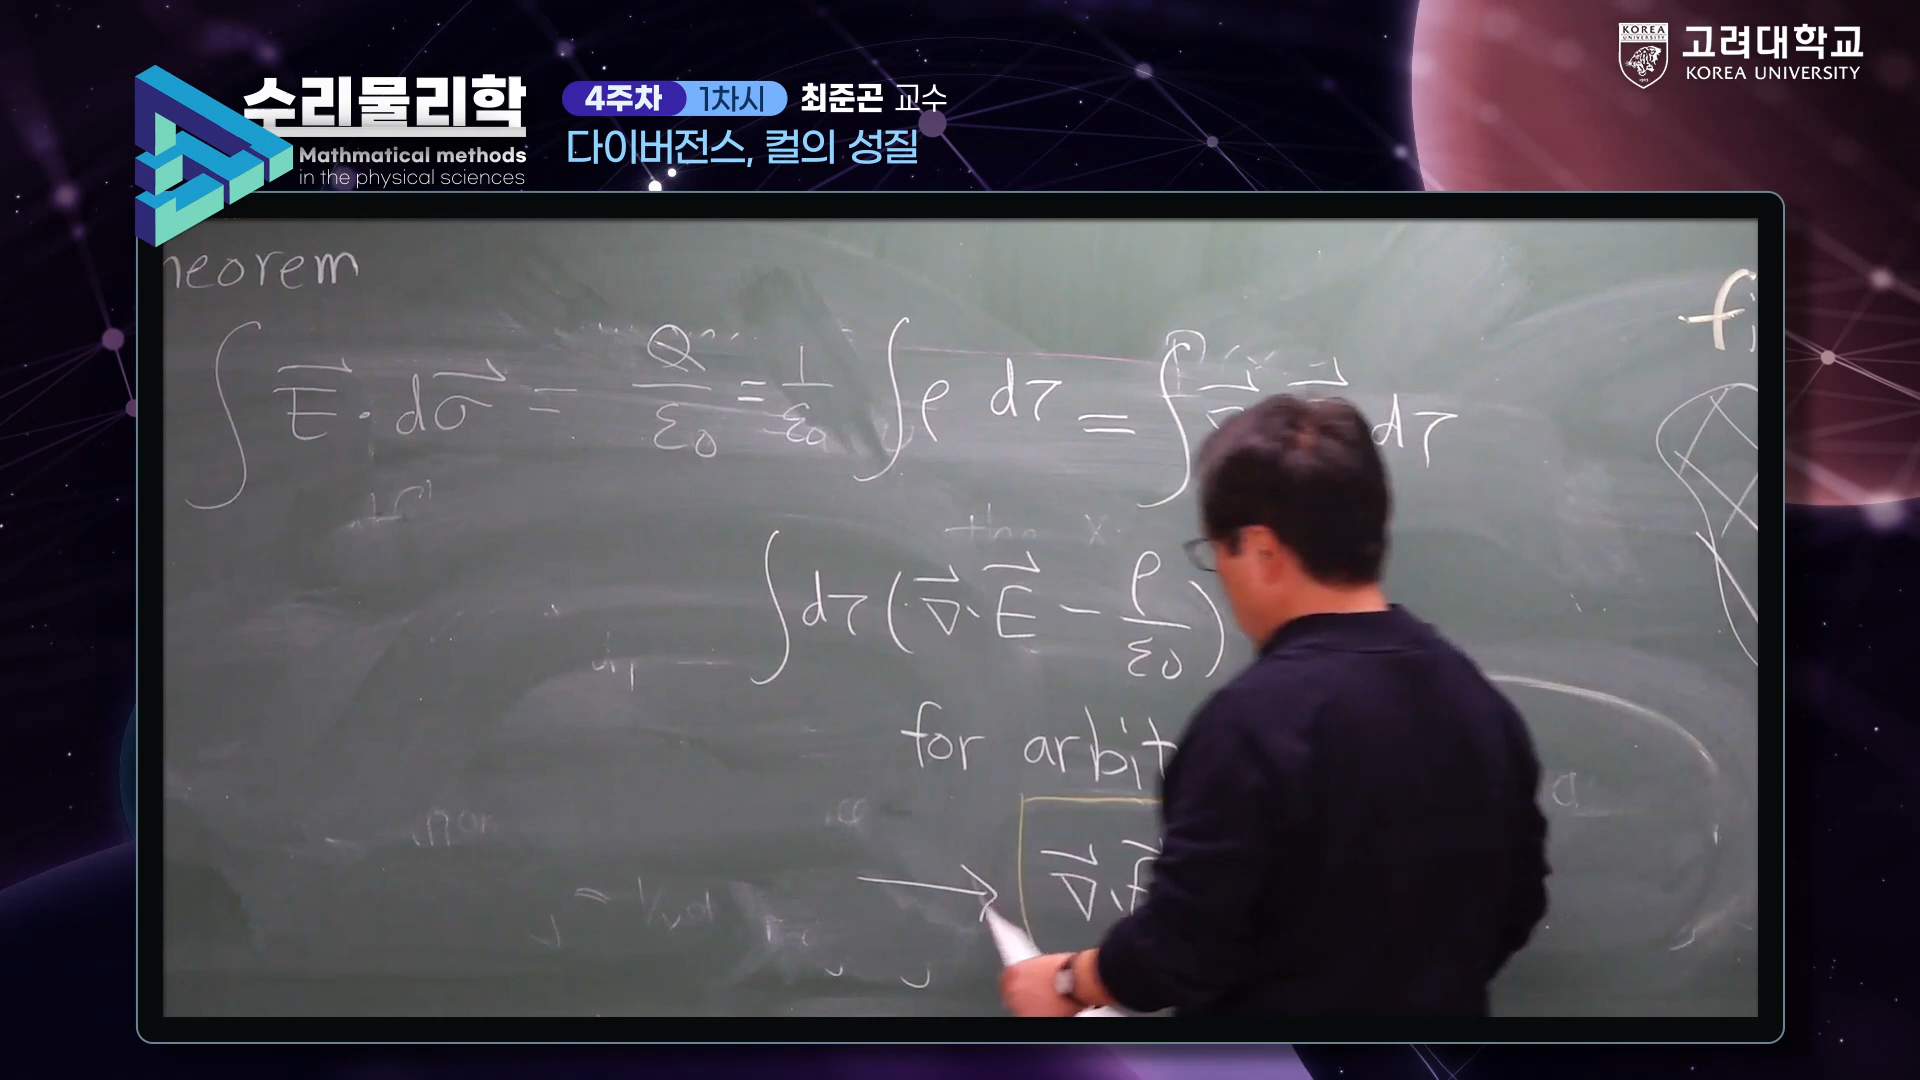 KOREA
UNIVERSITY
고려대학교
KOREA UNIVERSITY
수리물리학
Mathmatical methods
in the physical sciences
4주차 1차시 최준곤 교수
다이버전스, 컬의 성질
heorem
∫ E⃗ · dσ⃗ = Q/ε₀ = 1/ε₀ ∫ ρ dτ = ∫ dτ
∫ dτ ( ∇⃗ · E⃗ − ρ/ε₀ )
for arbit
→ ∇⃗ ·